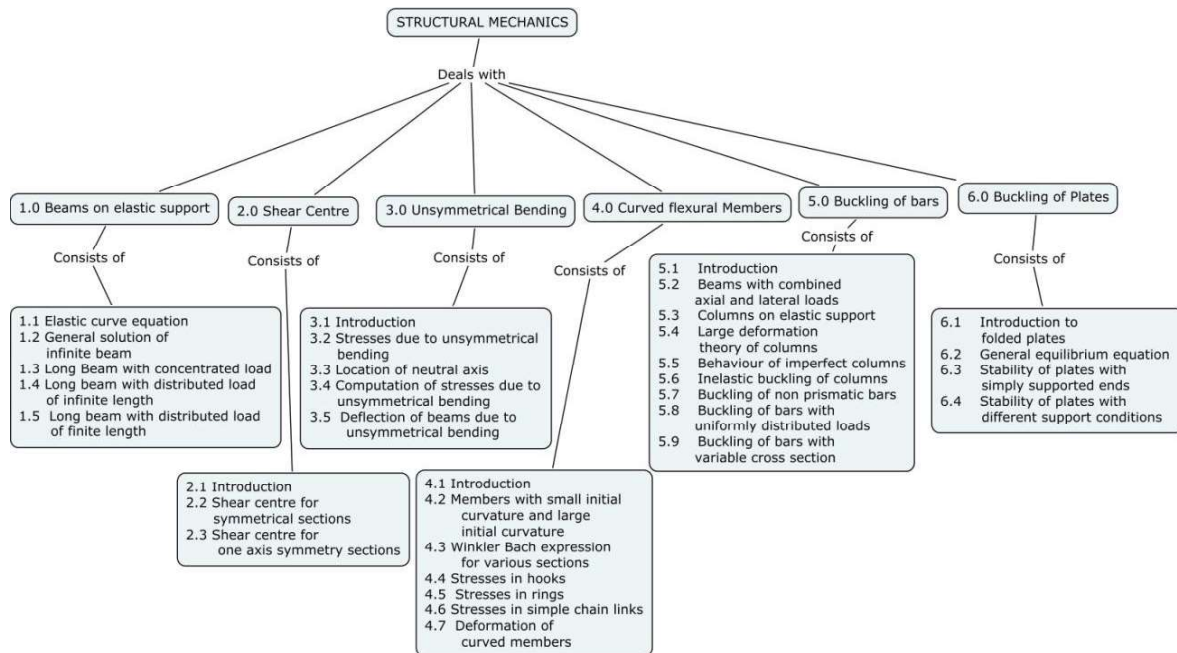 STRUCTURAL MECHANICS
Deals with
1.0 Beams on elastic support
2.0 Shear Centre
3.0 Unsymmetrical Bending
4.0 Curved flexural Members
5.0 Buckling of bars
6.0 Buckling of Plates
Consists of
1.1 Elastic curve equation
1.2 General solution of
infinite beam
1.3 Long Beam with concentrated load
1.4 Long beam with distributed load
of infinite length
1.5 Long beam with distributed load
of finite length
Consists of
2.1 Introduction
2.2 Shear centre for
symmetrical sections
2.3 Shear centre for
one axis symmetry sections
Consists of
3.1 Introduction
3.2 Stresses due to unsymmetrical
bending
3.3 Location of neutral axis
3.4 Computation of stresses due to
unsymmetrical bending
3.5 Deflection of beams due to
unsymmetrical bending
Consists of
4.1 Introduction
4.2 Members with small initial
curvature and large
initial curvature
4.3 Winkler Bach expression
for various sections
4.4 Stresses in hooks
4.5 Stresses in rings
4.6 Stresses in simple chain links
4.7 Deformation of
curved members
Consists of
5.1 Introduction
5.2 Beams with combined
axial and lateral loads
5.3 Columns on elastic support
5.4 Large deformation
theory of columns
5.5 Behaviour of imperfect columns
5.6 Inelastic buckling of columns
5.7 Buckling of non prismatic bars
5.8 Buckling of bars with
uniformly distributed loads
5.9 Buckling of bars with
variable cross section
Consists of
6.1 Introduction to
folded plates
6.2 General equilibrium equation
6.3 Stability of plates with
simply supported ends
6.4 Stability of plates with
different support conditions